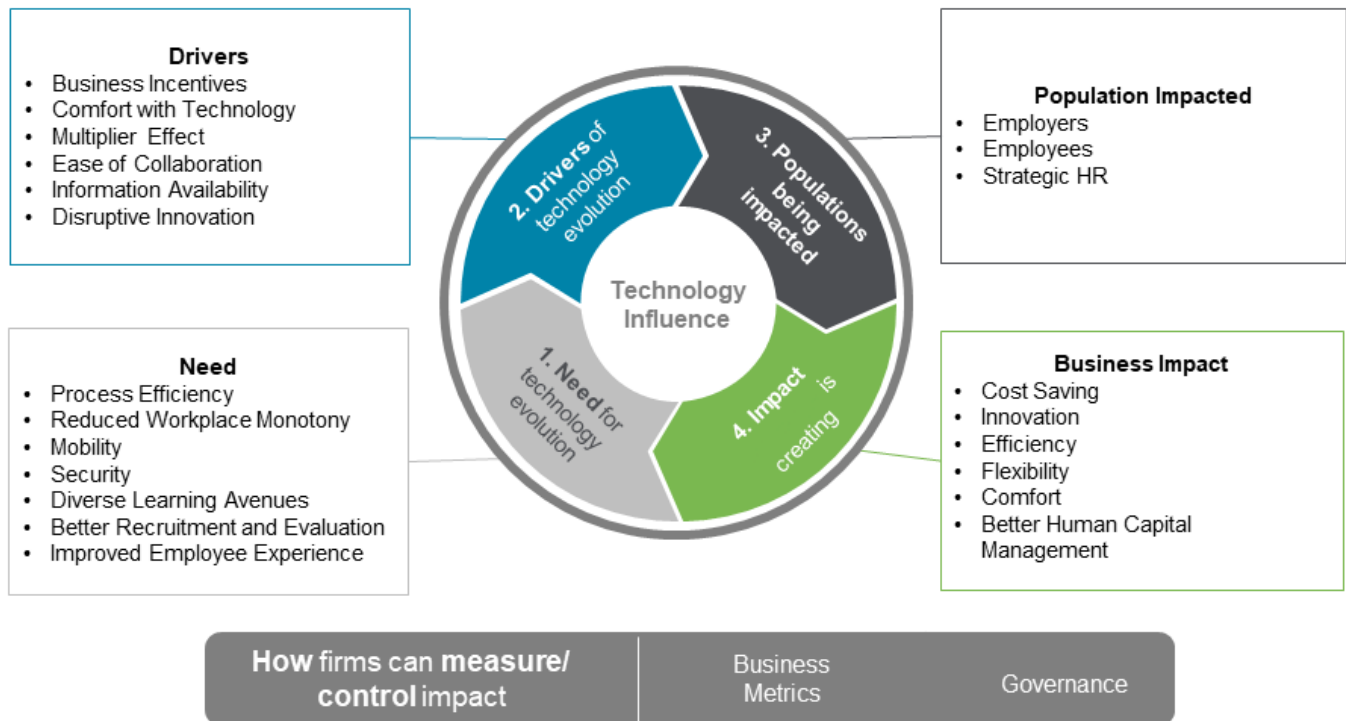 Drivers
• Business Incentives
• Comfort with Technology
• Multiplier Effect
• Ease of Collaboration
• Information Availability
• Disruptive Innovation
Population Impacted
• Employers
• Employees
• Strategic HR
2. Drivers of
technology
evolution
3. Populations
being
impacted
Technology
Influence
1. Need for
technology
evolution
4. Impact is
creating
Need
• Process Efficiency
• Reduced Workplace Monotony
• Mobility
• Security
• Diverse Learning Avenues
• Better Recruitment and Evaluation
• Improved Employee Experience
Business Impact
• Cost Saving
• Innovation
• Efficiency
• Flexibility
• Comfort
• Better Human Capital
Management
How firms can measure/
control impact
Business
Metrics
Governance